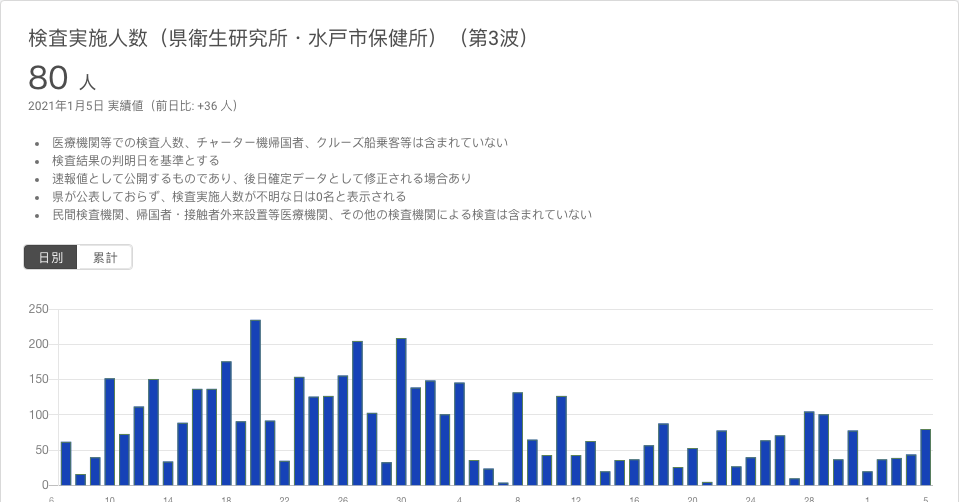 検査実施人数（県衛生研究所・水戸市保健所）（第3波）
80 人
2021年1月5日 実績値（前日比: +36 人）
• 医療機関等での検査人数、チャーター機帰国者、クルーズ船乗客等は含まれていない
• 検査結果の判明日を基準とする
• 速報値として公開するものであり、後日確定データとして修正される場合あり
• 県が公表しておらず、検査実施人数が不明な日は0名と表示される
• 民間検査機関、帰国者・接触者外来設置等医療機関、その他の検査機関による検査は含まれていない
日別 累計
250
200
150
100
50
0
6 10 14 18 22 26 30 4 8 12 16 20 24 28 1 5